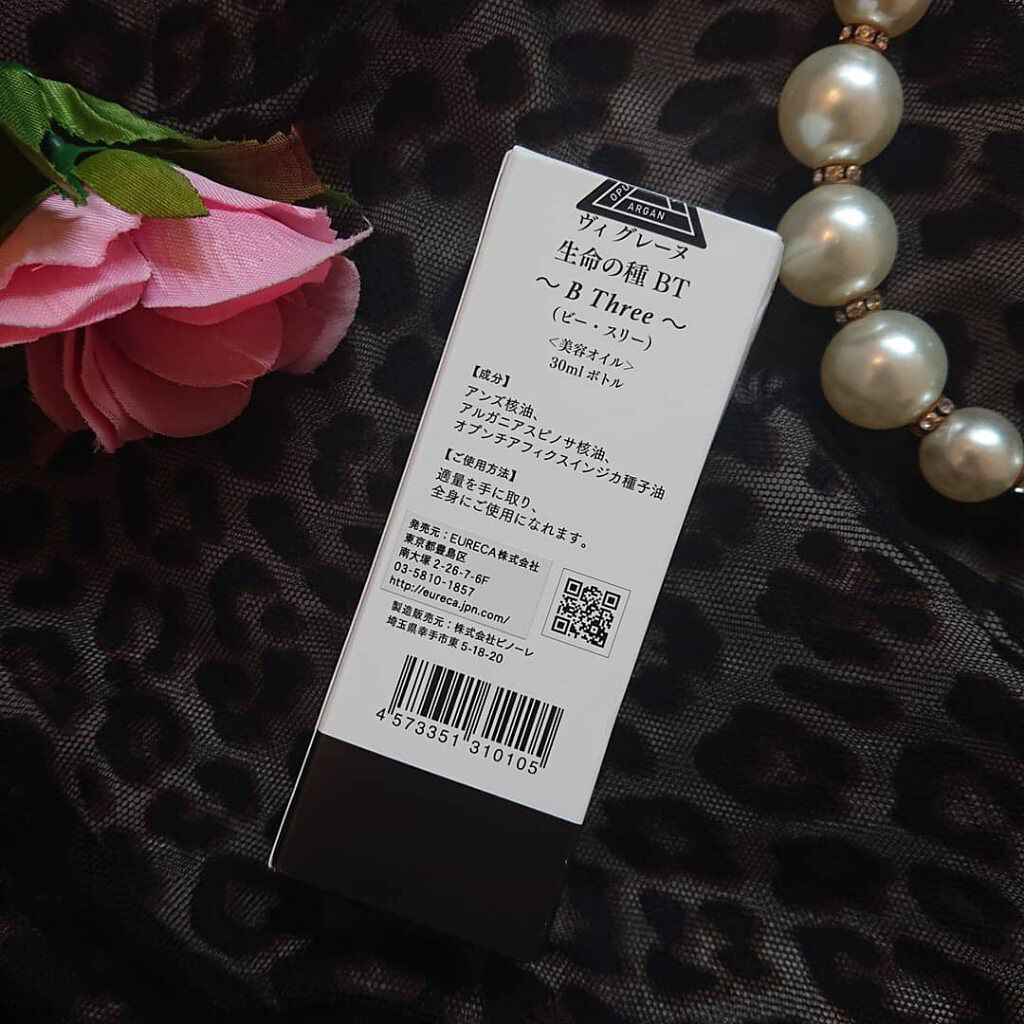 OPU
ARGAN
ヴィ グレーヌ
生命の種 BT
～ B Three ～
（ビー・スリー）
<美容オイル>
30ml ボトル
【成分】
アンズ核油、
アルガニアスピノサ核油、
オプンチアフィクスインジカ種子油
【ご使用方法】
適量を手に取り、
全身にご使用になれます。
発売元：EURECA株式会社
東京都豊島区
南大塚 2-26-7-6F
03-5810-1857
http://eureca.jpn.com/
製造販売元：株式会社ピノーレ
埼玉県幸手市東 5-18-20
4 573351 310105